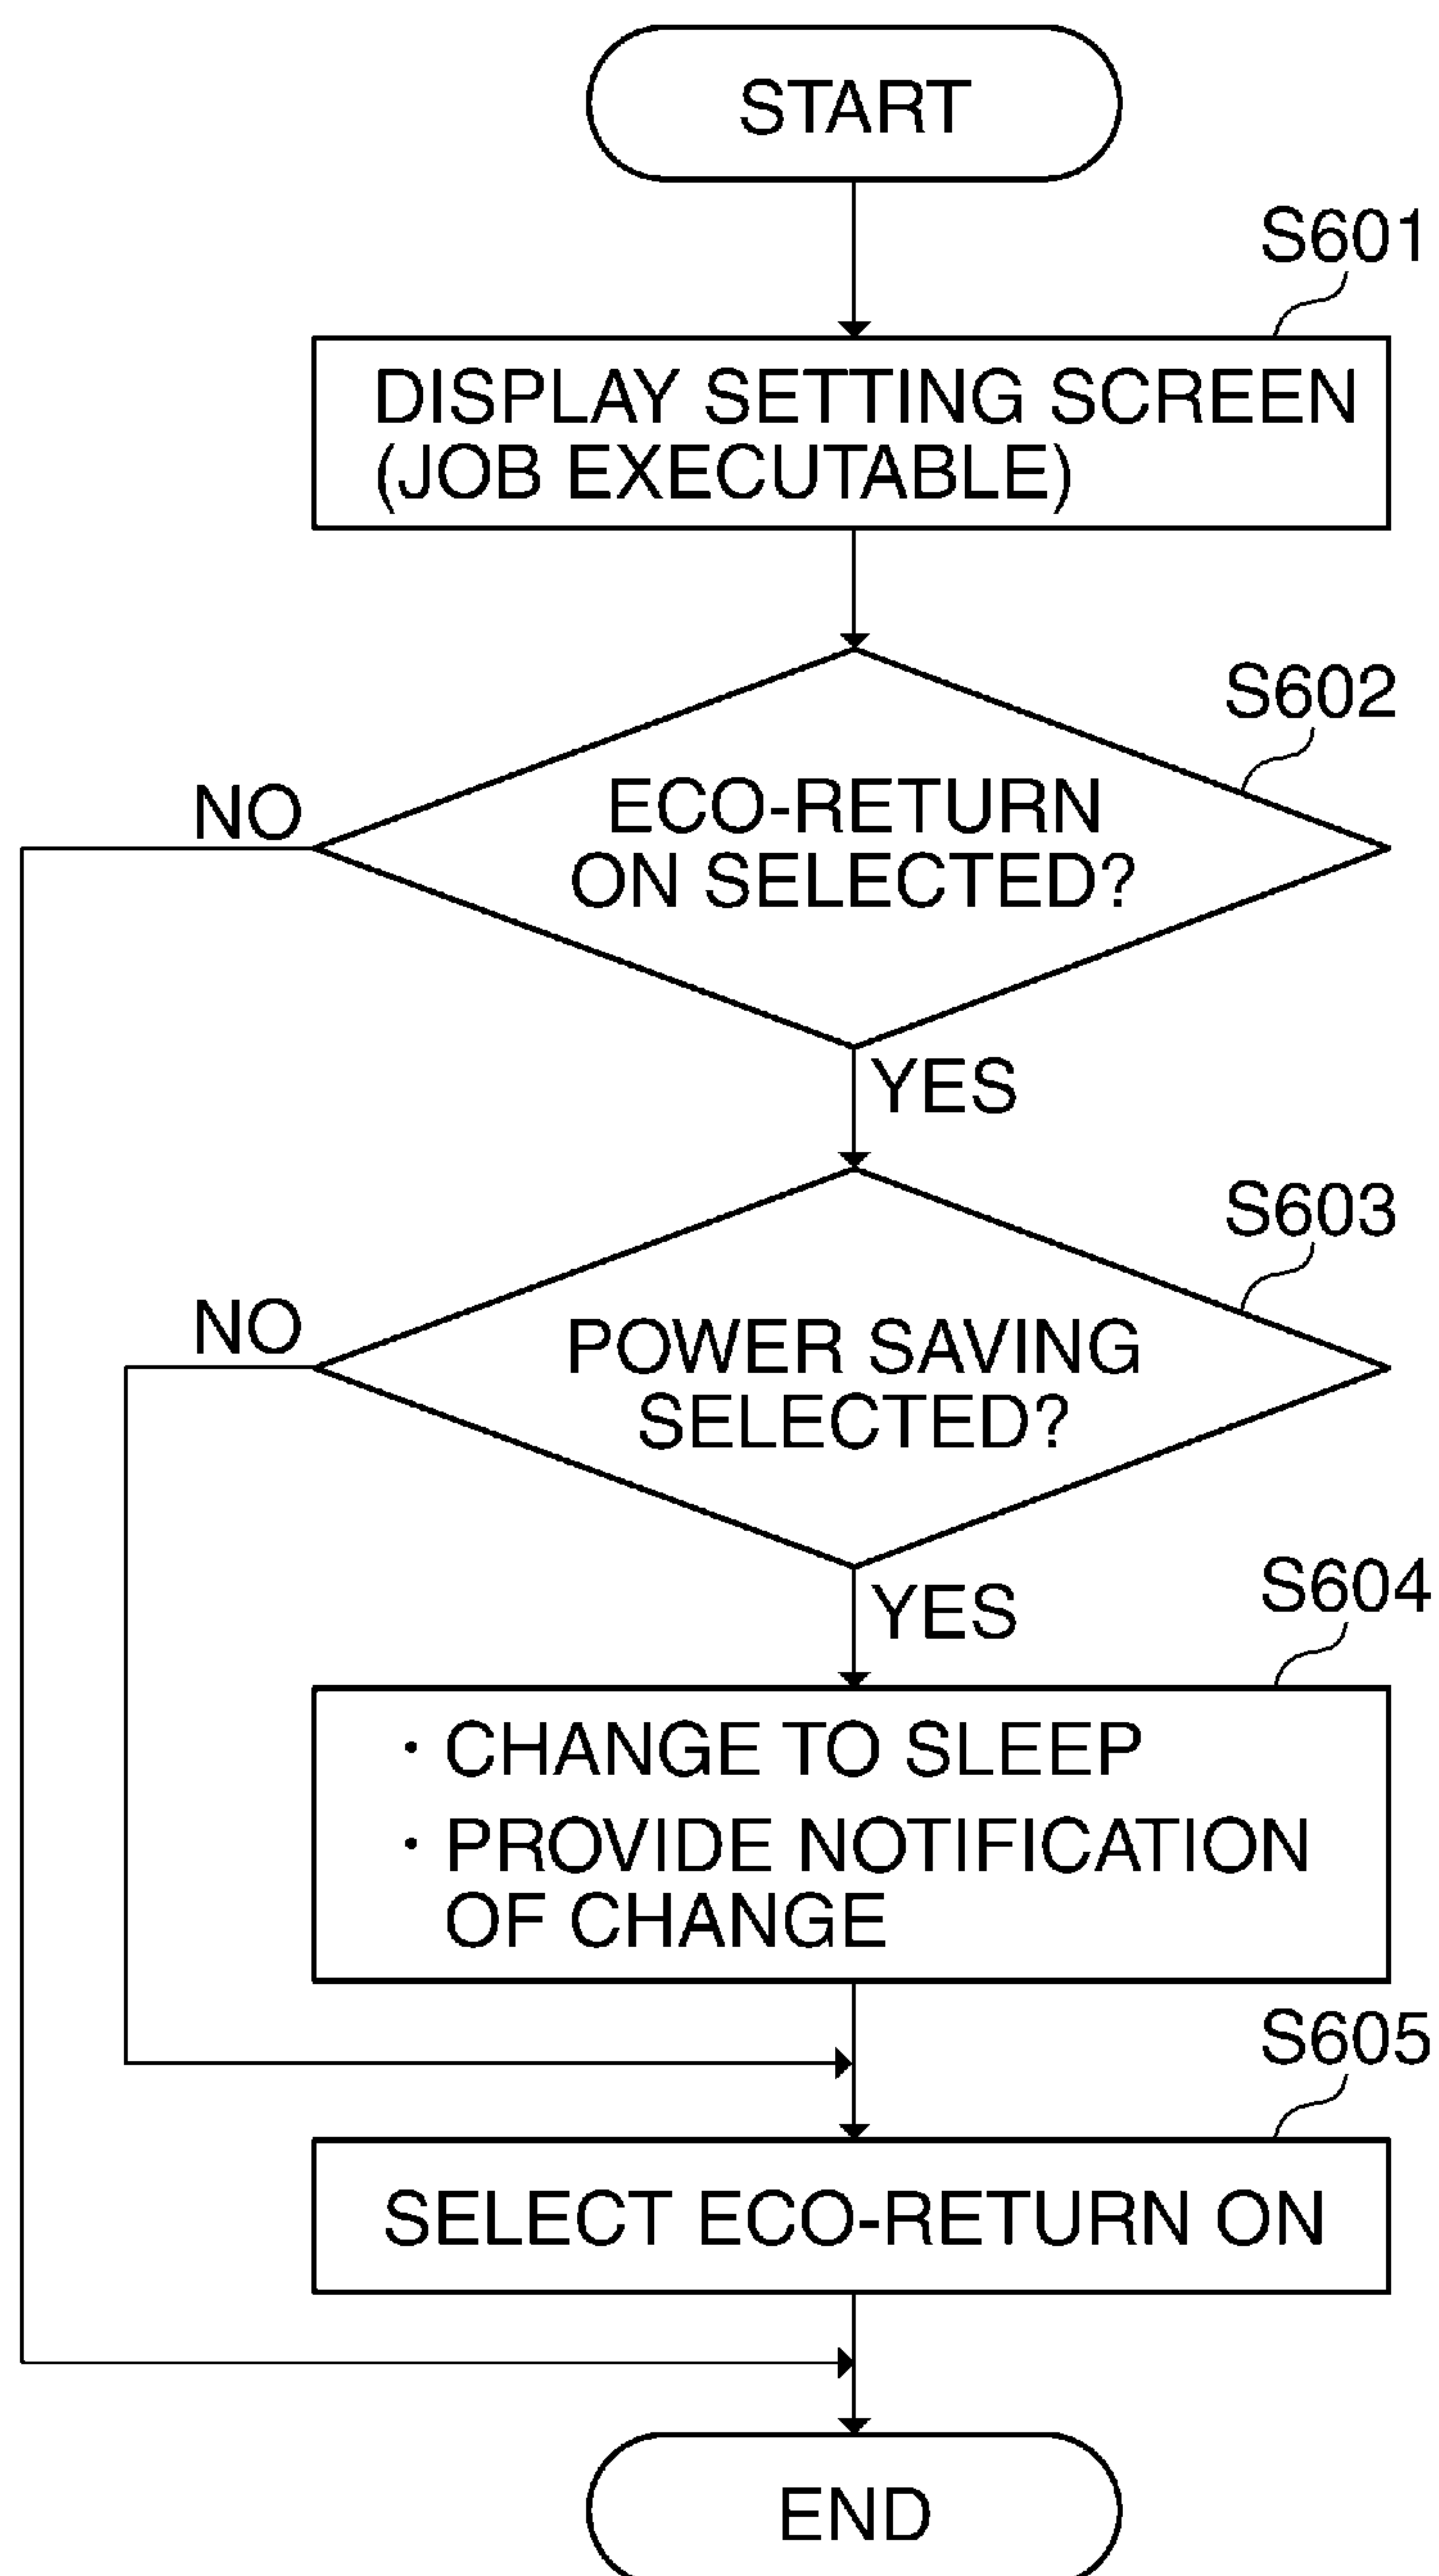 START
S601
DISPLAY SETTING SCREEN
(JOB EXECUTABLE)
S602
NO
ECO-RETURN
ON SELECTED?
YES
S603
NO
POWER SAVING
SELECTED?
YES
S604
・CHANGE TO SLEEP
・PROVIDE NOTIFICATION
OF CHANGE
S605
SELECT ECO-RETURN ON
END